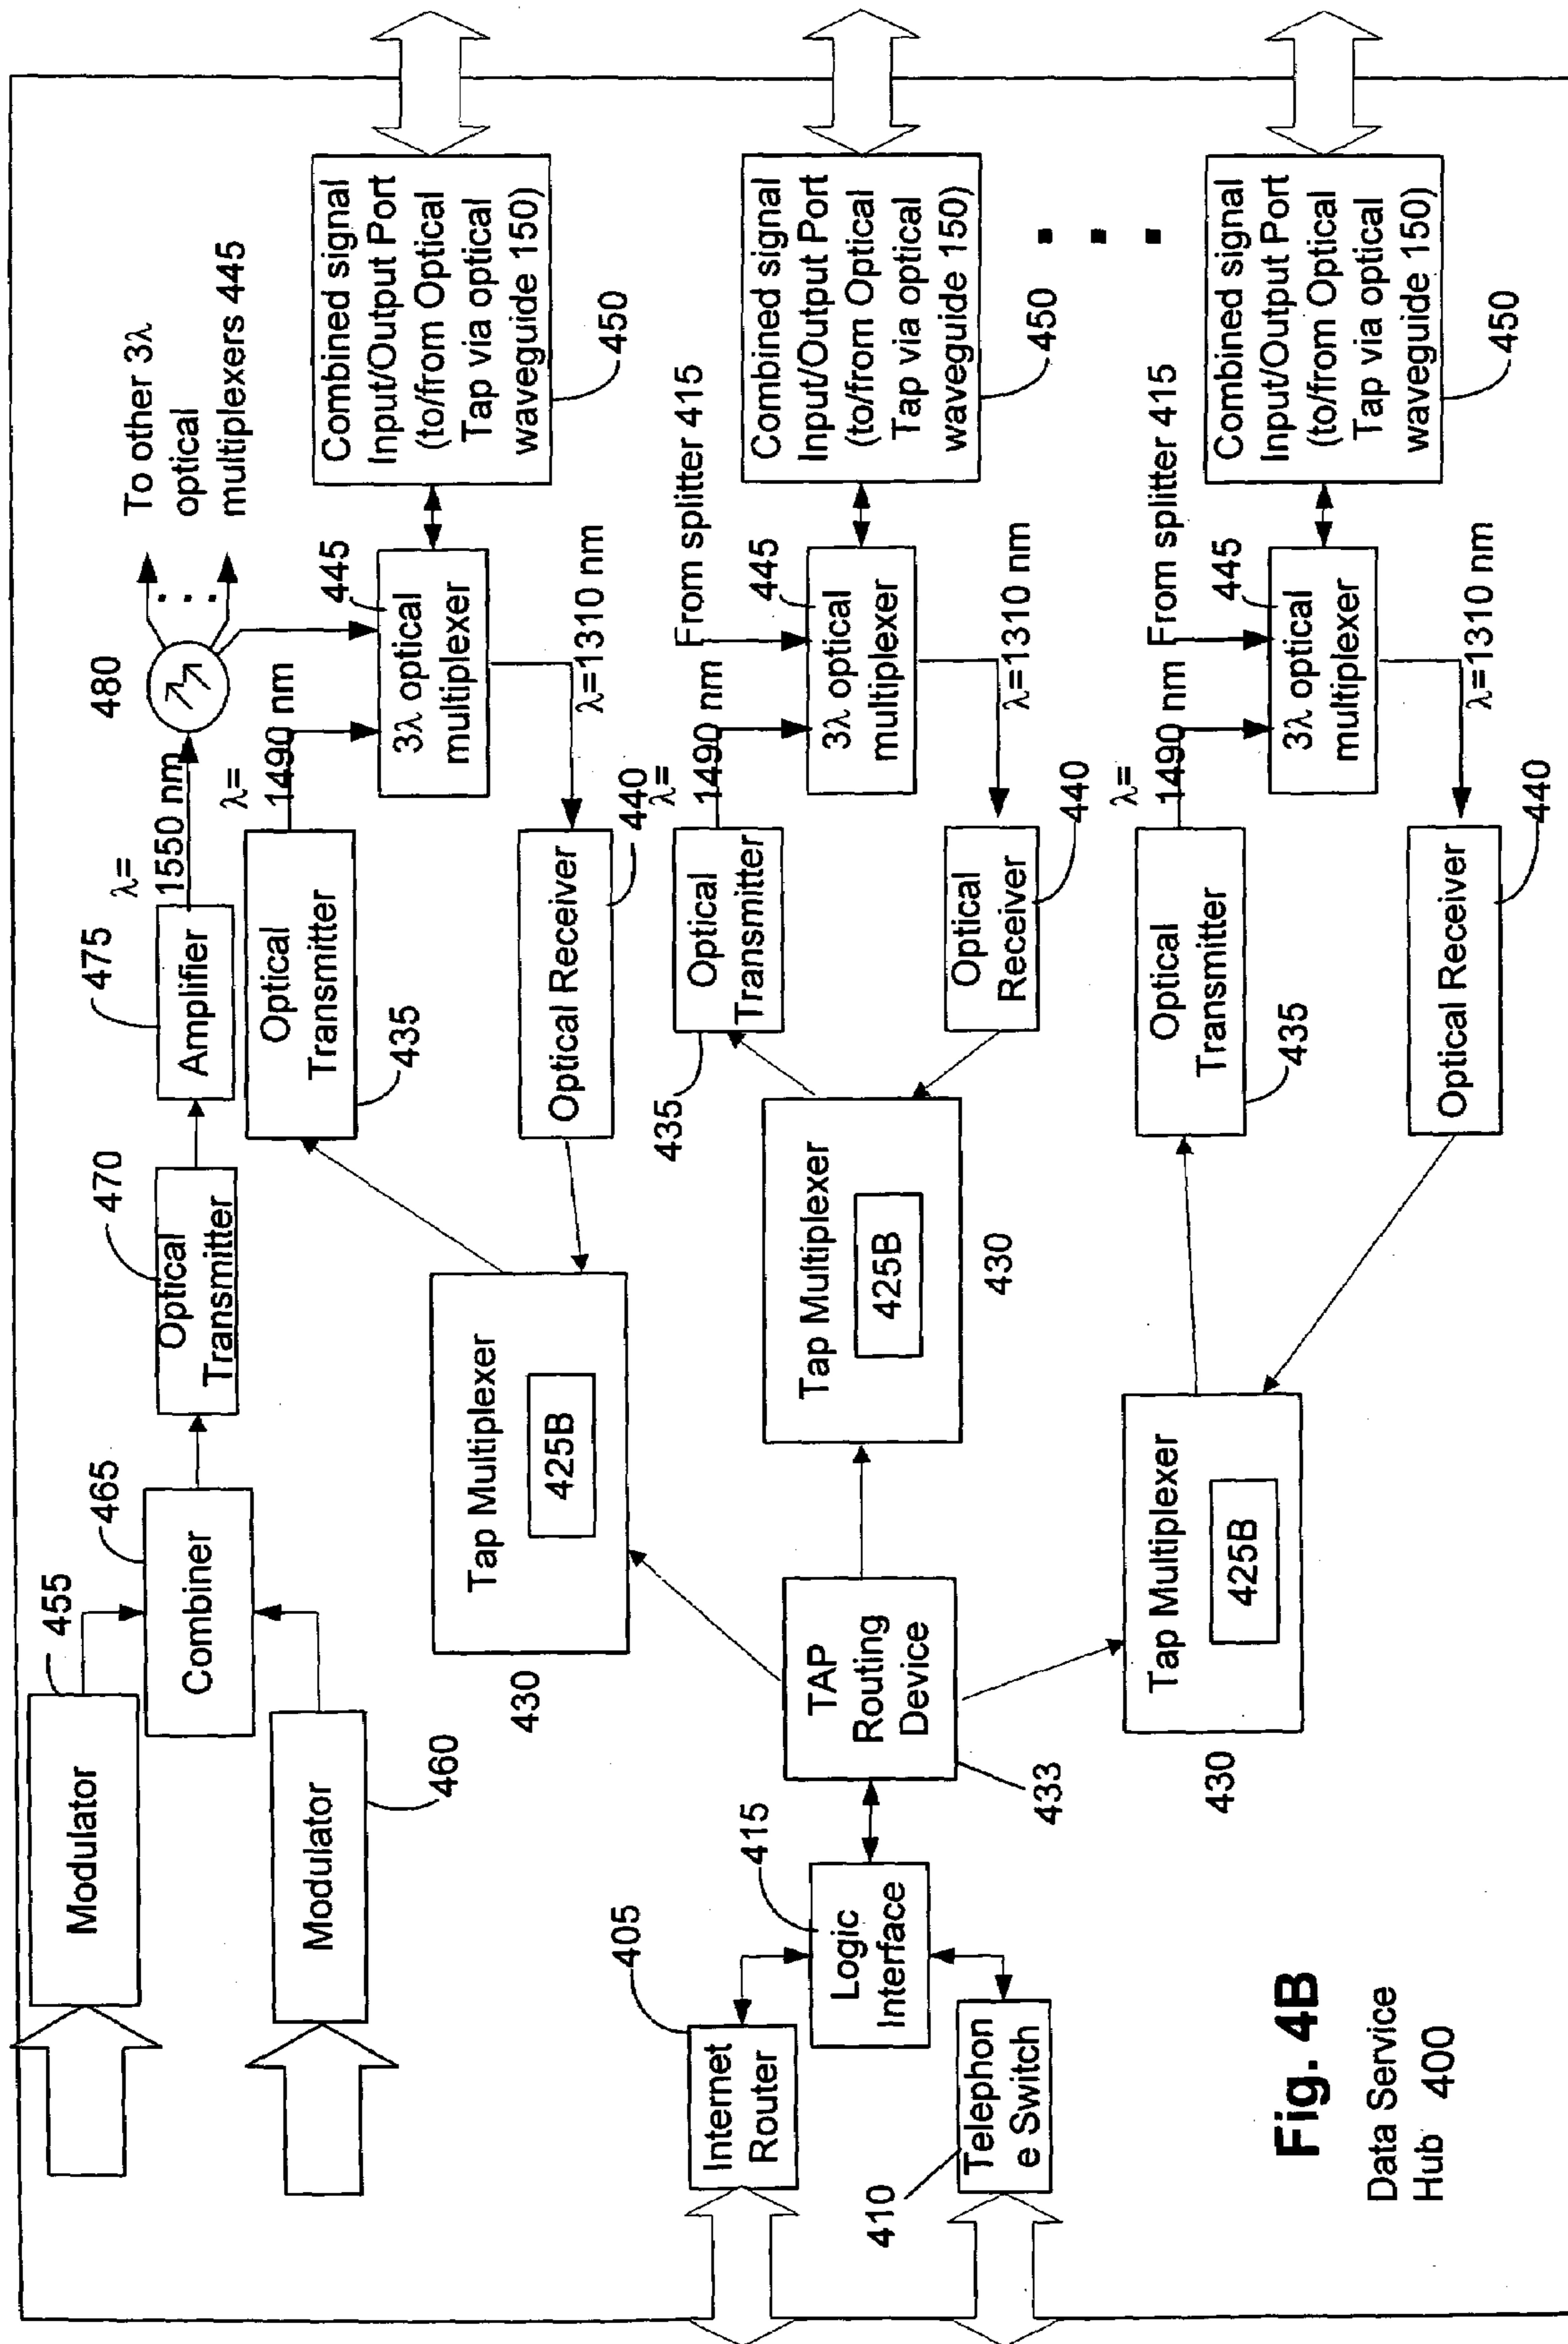 Modulator
455
Modulator
460
Combiner
465
Optical
Transmitter
470
Amplifier
475
λ=
1550 nm
480
To other 3λ
optical
multiplexers 445
Optical
Transmitter
435
λ=
1490 nm
3λ optical
multiplexer
445
Combined signal
Input/Output Port
(to/from Optical
Tap via optical
waveguide 150)
450
λ=1310 nm
Optical Receiver
440
Tap Multiplexer
425B
430
Internet
Router
405
Telephon
e Switch
410
Logic
Interface
415
TAP
Routing
Device
433
Tap Multiplexer
425B
430
Optical
Transmitter
435
λ=
1490 nm
From splitter 415
3λ optical
multiplexer
445
Combined signal
Input/Output Port
(to/from Optical
Tap via optical
waveguide 150)
450
λ=1310 nm
Optical
Receiver
440
Tap Multiplexer
425B
430
Optical
Transmitter
435
λ=
1490 nm
From splitter 415
3λ optical
multiplexer
445
Combined signal
Input/Output Port
(to/from Optical
Tap via optical
waveguide 150)
450
λ=1310 nm
Optical Receiver
440
Fig. 4B
Data Service
Hub 400